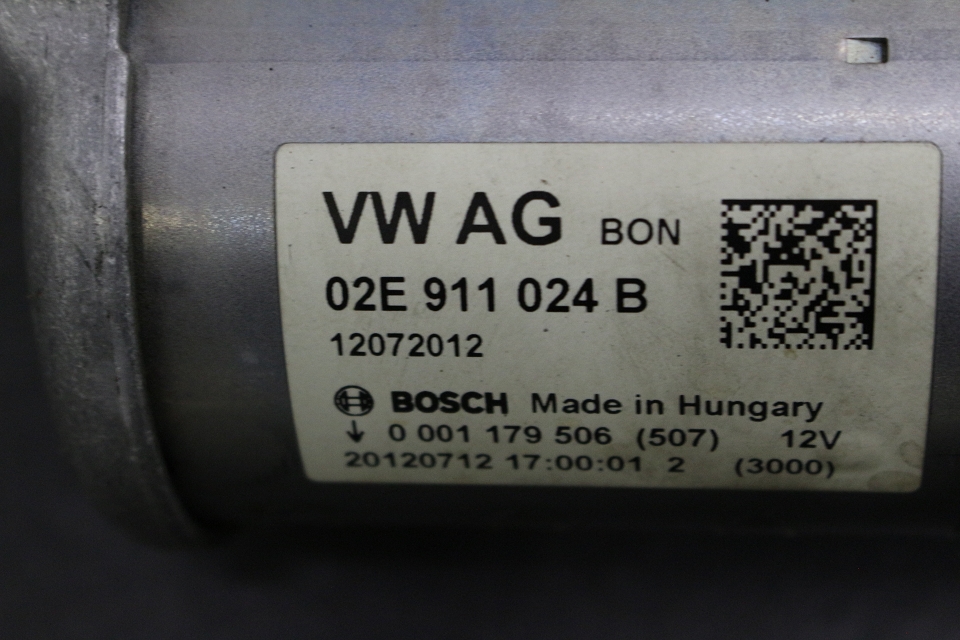 VW AG BON
02E 911 024 B
12072012
BOSCH Made in Hungary
↓ 0 001 179 506 (507) 12V
20120712 17:00:01 2 (3000)